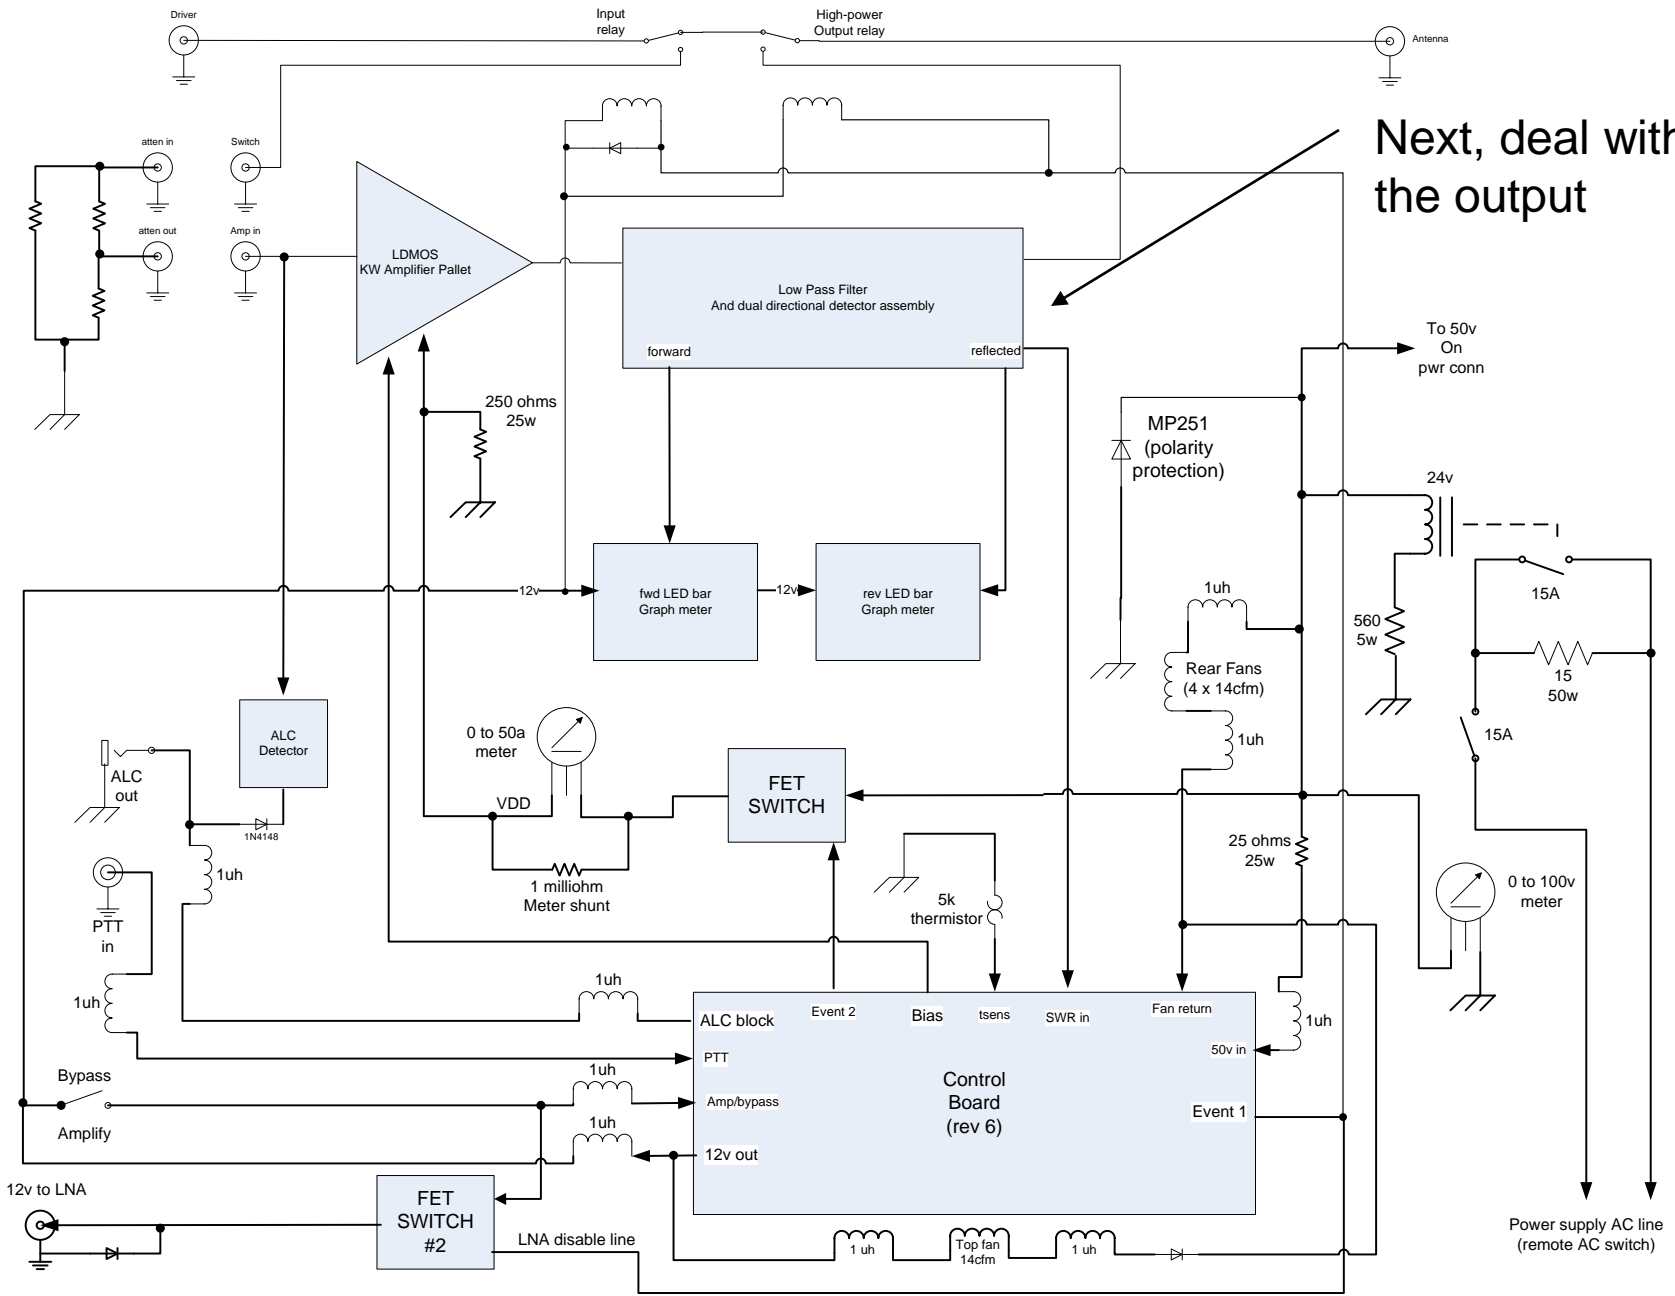 Driver
Input
relay
High-power
Output relay
Antenna
Next, deal with
the output
atten in
Switch
atten out
Amp in
LDMOS
KW Amplifier Pallet
Low Pass Filter
And dual directional detector assembly
forward
reflected
To 50v
On
pwr conn
250 ohms
25w
MP251
(polarity
protection)
24v
12v
fwd LED bar
Graph meter
12v
rev LED bar
Graph meter
1uh
15A
560
5w
Rear Fans
(4 x 14cfm)
15
50w
ALC
Detector
0 to 50a
meter
1uh
15A
ALC
out
FET
SWITCH
VDD
1N4148
25 ohms
25w
1uh
1 milliohm
Meter shunt
5k
thermistor
0 to 100v
meter
PTT
in
1uh
1uh
ALC block
Event 2
Bias
tsens
SWR in
Fan return
1uh
50v in
PTT
Bypass
1uh
Control
Board
(rev 6)
Amp/bypass
Event 1
Amplify
1uh
12v out
12v to LNA
FET
SWITCH
#2
LNA disable line
1 uh
Top fan
14cfm
1 uh
Power supply AC line
(remote AC switch)